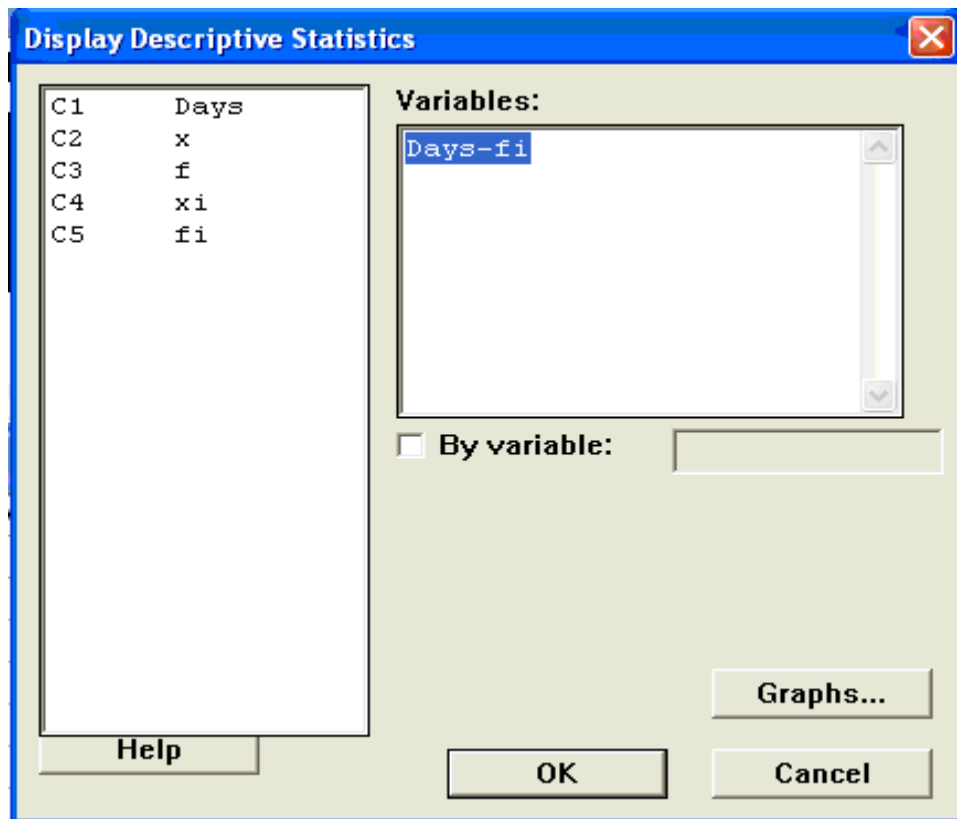 Display Descriptive Statistics
C1 Days
C2 x
C3 f
C4 xi
C5 fi
Variables:
Days-fi
By variable:
Graphs...
Help
OK
Cancel